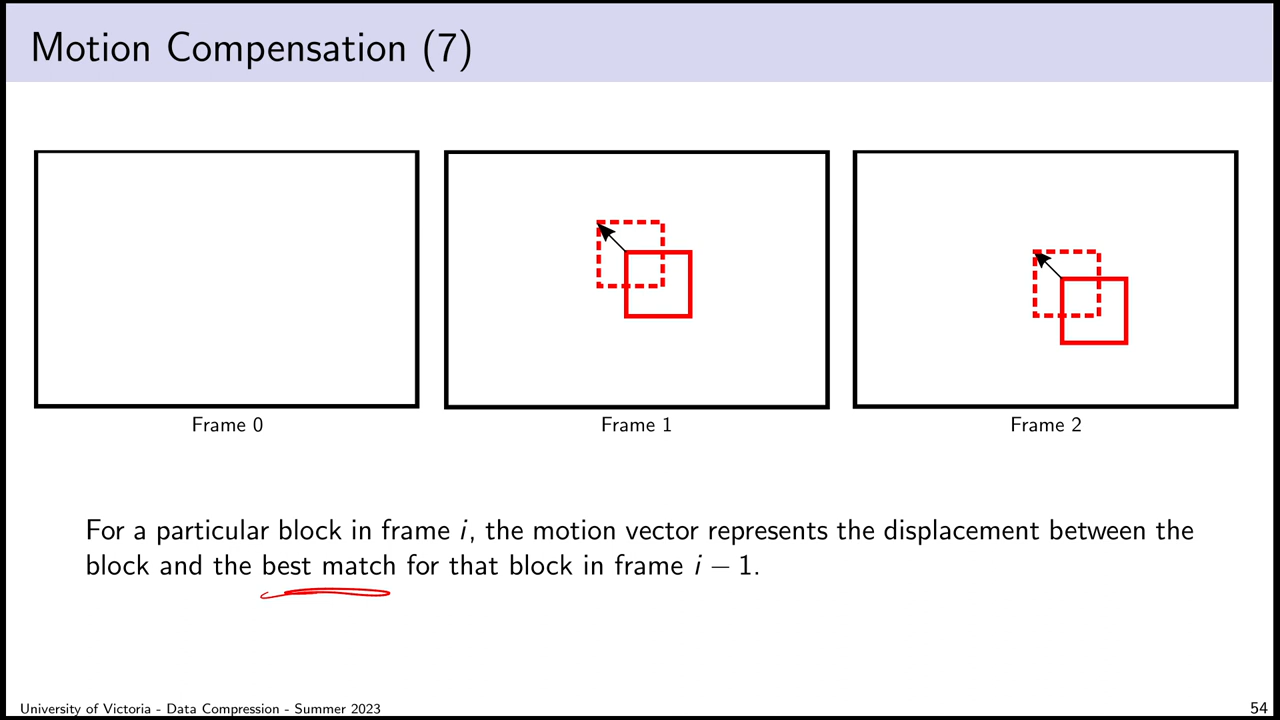 Motion Compensation (7)
Frame 0
Frame 1
Frame 2
For a particular block in frame i, the motion vector represents the displacement between the
block and the best match for that block in frame i − 1.
University of Victoria - Data Compression - Summer 2023
54